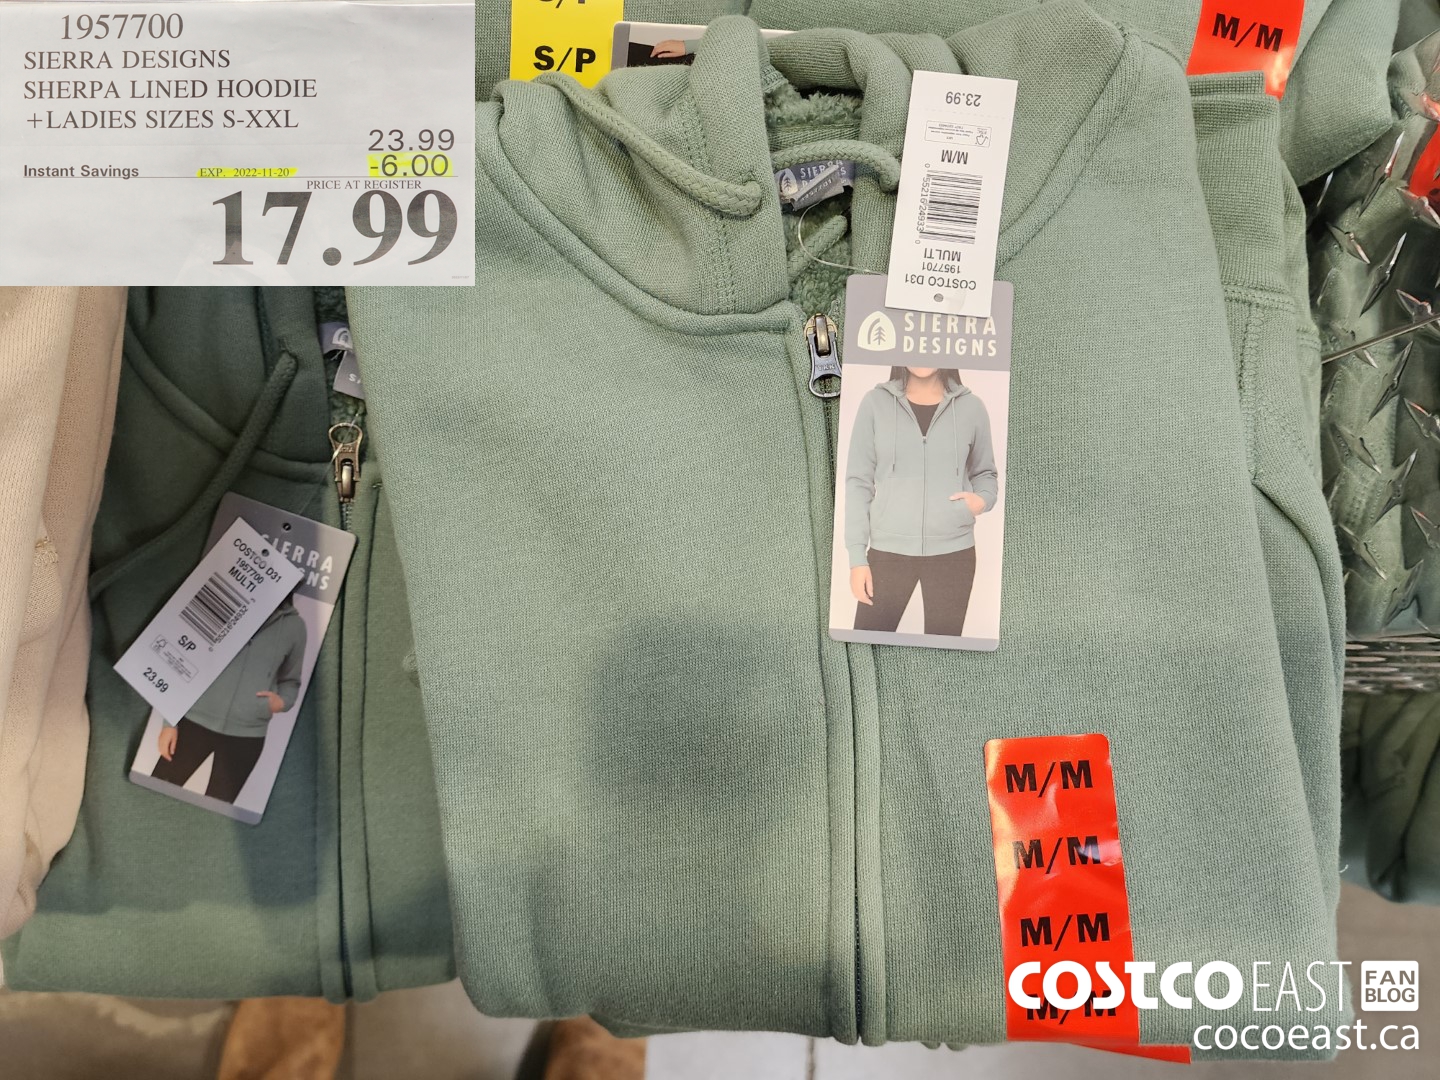 1957700
SIERRA DESIGNS
SHERPA LINED HOODIE
+LADIES SIZES S-XXL
23.99
Instant Savings EXP. 2022-11-20 -6.00
PRICE AT REGISTER
17.99
S/P
M/M
23.99
M/M
MULTI
1957701
COSTCO D31
SIERRA
DESIGNS
SIERRA
COSTCO D31
1957700
MULTI
S/P
23.99
M/M
M/M
M/M
M/M
COSTCO EAST FAN BLOG
cocoeast.ca